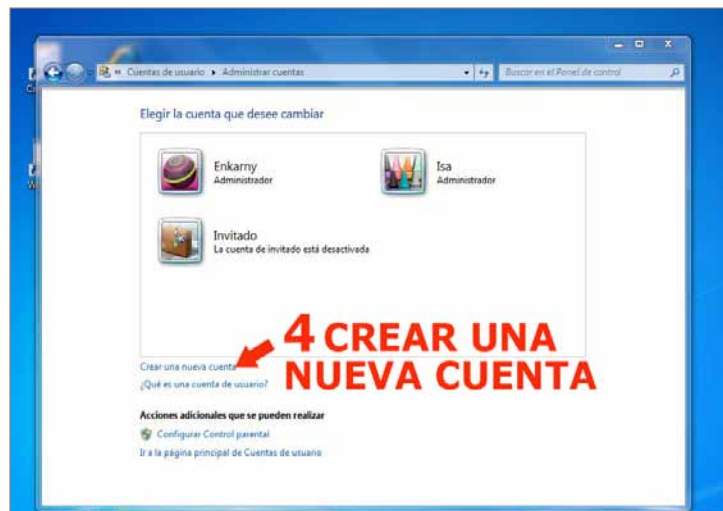 « Cuentas de usuario ▸ Administrar cuentas
Buscar en el Panel de control
Elegir la cuenta que desee cambiar
Enkarny
Administrador
Isa
Administrador
Invitado
La cuenta de invitado está desactivada
4 CREAR UNA
NUEVA CUENTA
Crear una nueva cuenta
¿Qué es una cuenta de usuario?
Acciones adicionales que se pueden realizar
Configurar Control parental
Ir a la página principal de Cuentas de usuario